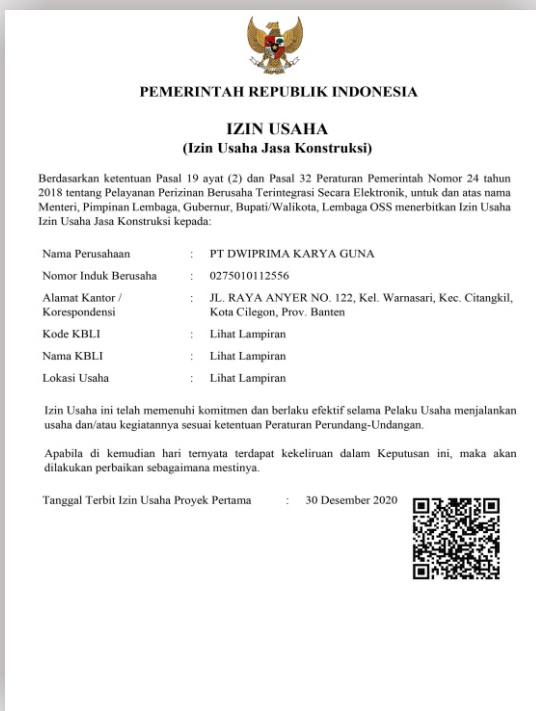 PEMERINTAH REPUBLIK INDONESIA
IZIN USAHA
(Izin Usaha Jasa Konstruksi)
Berdasarkan ketentuan Pasal 19 ayat (2) dan Pasal 32 Peraturan Pemerintah Nomor 24 tahun
2018 tentang Pelayanan Perizinan Berusaha Terintegrasi Secara Elektronik, untuk dan atas nama
Menteri, Pimpinan Lembaga, Gubernur, Bupati/Walikota, Lembaga OSS menerbitkan Izin Usaha
Izin Usaha Jasa Konstruksi kepada:
Nama Perusahaan : PT DWIPRIMA KARYA GUNA
Nomor Induk Berusaha : 0275010112556
Alamat Kantor / : JL. RAYA ANYER NO. 122, Kel. Warnasari, Kec. Citangkil,
Korespondensi Kota Cilegon, Prov. Banten
Kode KBLI : Lihat Lampiran
Nama KBLI : Lihat Lampiran
Lokasi Usaha : Lihat Lampiran
Izin Usaha ini telah memenuhi komitmen dan berlaku efektif selama Pelaku Usaha menjalankan
usaha dan/atau kegiatannya sesuai ketentuan Peraturan Perundang-Undangan.
Apabila di kemudian hari ternyata terdapat kekeliruan dalam Keputusan ini, maka akan
dilakukan perbaikan sebagaimana mestinya.
Tanggal Terbit Izin Usaha Proyek Pertama : 30 Desember 2020